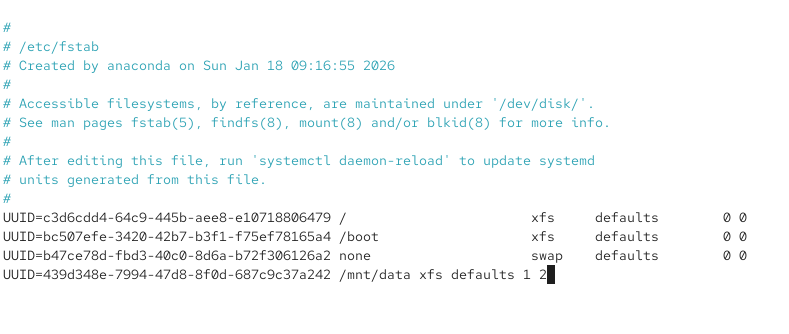 #
# /etc/fstab
# Created by anaconda on Sun Jan 18 09:16:55 2026
#
# Accessible filesystems, by reference, are maintained under '/dev/disk/'.
# See man pages fstab(5), findfs(8), mount(8) and/or blkid(8) for more info.
#
# After editing this file, run 'systemctl daemon-reload' to update systemd
# units generated from this file.
#
UUID=c3d6cdd4-64c9-445b-aee8-e10718806479 /                       xfs     defaults        0 0
UUID=bc507efe-3420-42b7-b3f1-f75ef78165a4 /boot                   xfs     defaults        0 0
UUID=b47ce78d-fbd3-40c0-8d6a-b72f306126a2 none                    swap    defaults        0 0
UUID=439d348e-7994-47d8-8f0d-687c9c37a242 /mnt/data xfs defaults 1 2